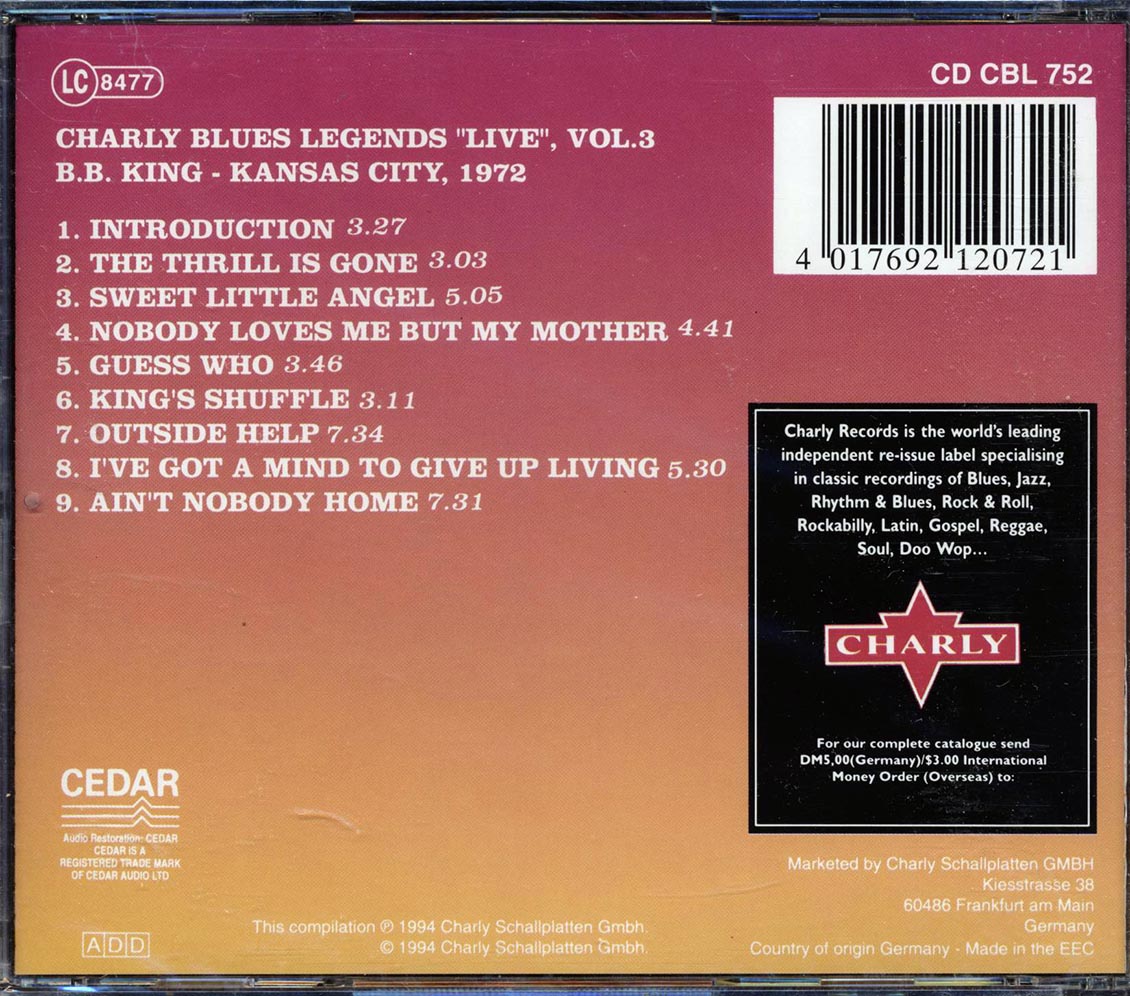 LC 8477
CD CBL 752
CHARLY BLUES LEGENDS "LIVE", VOL.3
B.B. KING - KANSAS CITY, 1972
1. INTRODUCTION 3.27
2. THE THRILL IS GONE 3.03
3. SWEET LITTLE ANGEL 5.05
4. NOBODY LOVES ME BUT MY MOTHER 4.41
5. GUESS WHO 3.46
6. KING'S SHUFFLE 3.11
7. OUTSIDE HELP 7.34
8. I'VE GOT A MIND TO GIVE UP LIVING 5.30
9. AIN'T NOBODY HOME 7.31
4 017692 120721
Charly Records is the world's leading
independent re-issue label specialising
in classic recordings of Blues, Jazz,
Rhythm & Blues, Rock & Roll,
Rockabilly, Latin, Gospel, Reggae,
Soul, Doo Wop...
CHARLY
For our complete catalogue send
DM5,00(Germany)/$3.00 International
Money Order (Overseas) to:
CEDAR
Audio Restoration: CEDAR
CEDAR IS A
REGISTERED TRADE MARK
OF CEDAR AUDIO LTD
ADD
This compilation ℗ 1994 Charly Schallplatten Gmbh.
© 1994 Charly Schallplatten Gmbh.
Marketed by Charly Schallplatten GMBH
Kiesstrasse 38
60486 Frankfurt am Main
Germany
Country of origin Germany - Made in the EEC